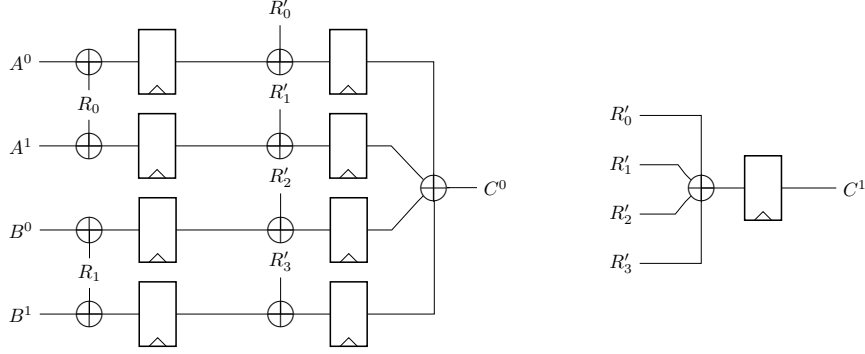 R′₀
A⁰
R₀
R′₁
R′₀
A¹
R′₁
R′₂
C⁰
C¹
R′₂
B⁰
R₁
R′₃
R′₃
B¹